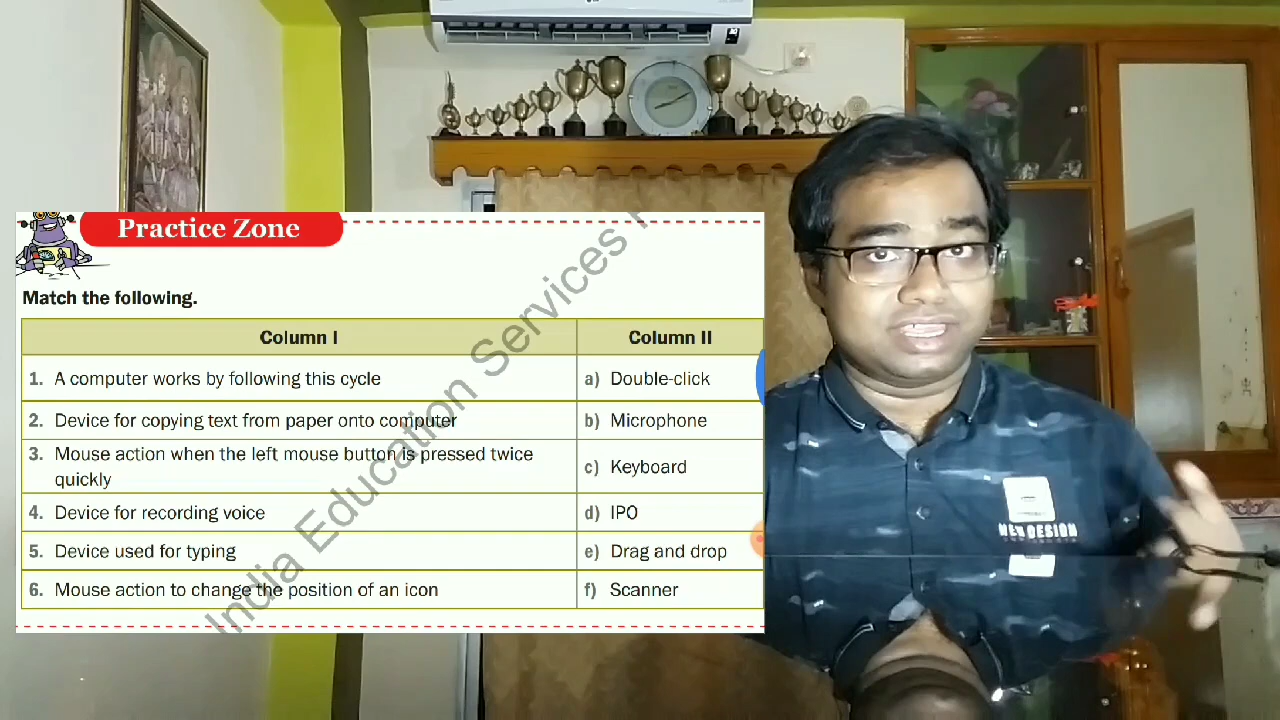 Practice Zone
Match the following.
Column I Column II
1. A computer works by following this cycle a) Double-click
2. Device for copying text from paper onto computer b) Microphone
3. Mouse action when the left mouse button is pressed twice
quickly c) Keyboard
4. Device for recording voice d) IPO
5. Device used for typing e) Drag and drop
6. Mouse action to change the position of an icon f) Scanner
India Education Services
NEW DESIGN